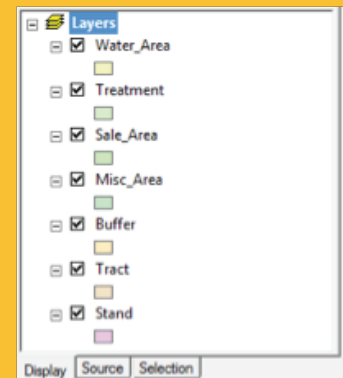 Layers
Water_Area
Treatment
Sale_Area
Misc_Area
Buffer
Tract
Stand
Display Source Selection